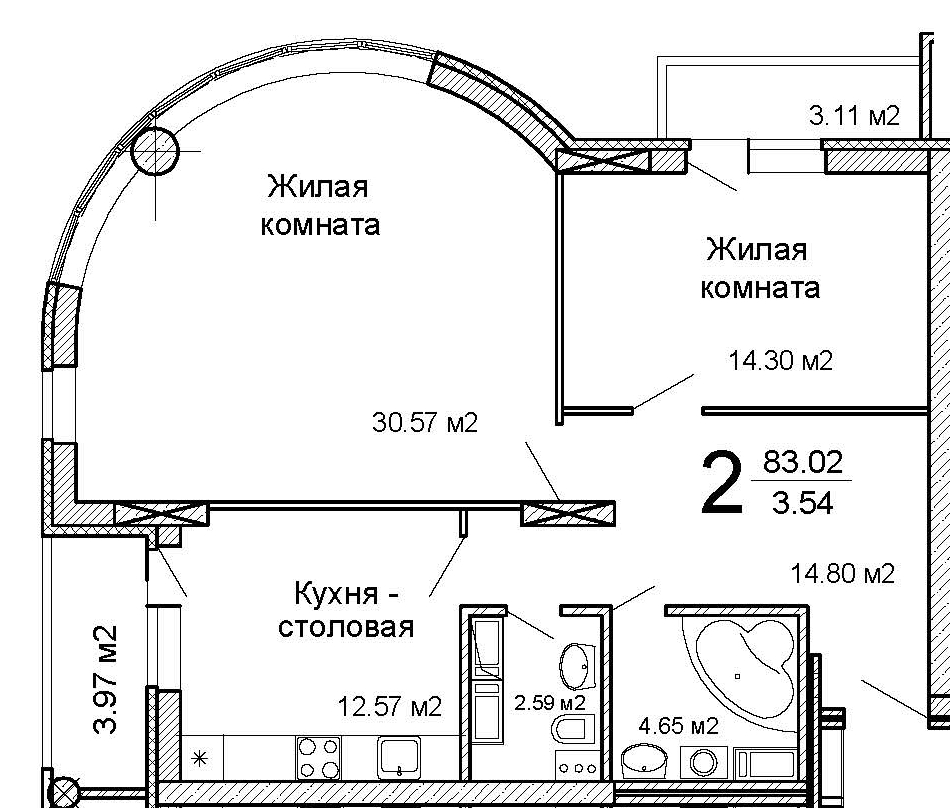 3.11 м2
Жилая
комната
Жилая
комната
14.30 м2
30.57 м2
2
83.02
3.54
14.80 м2
Кухня -
столовая
3.97 м2
12.57 м2
2.59 м2
4.65 м2